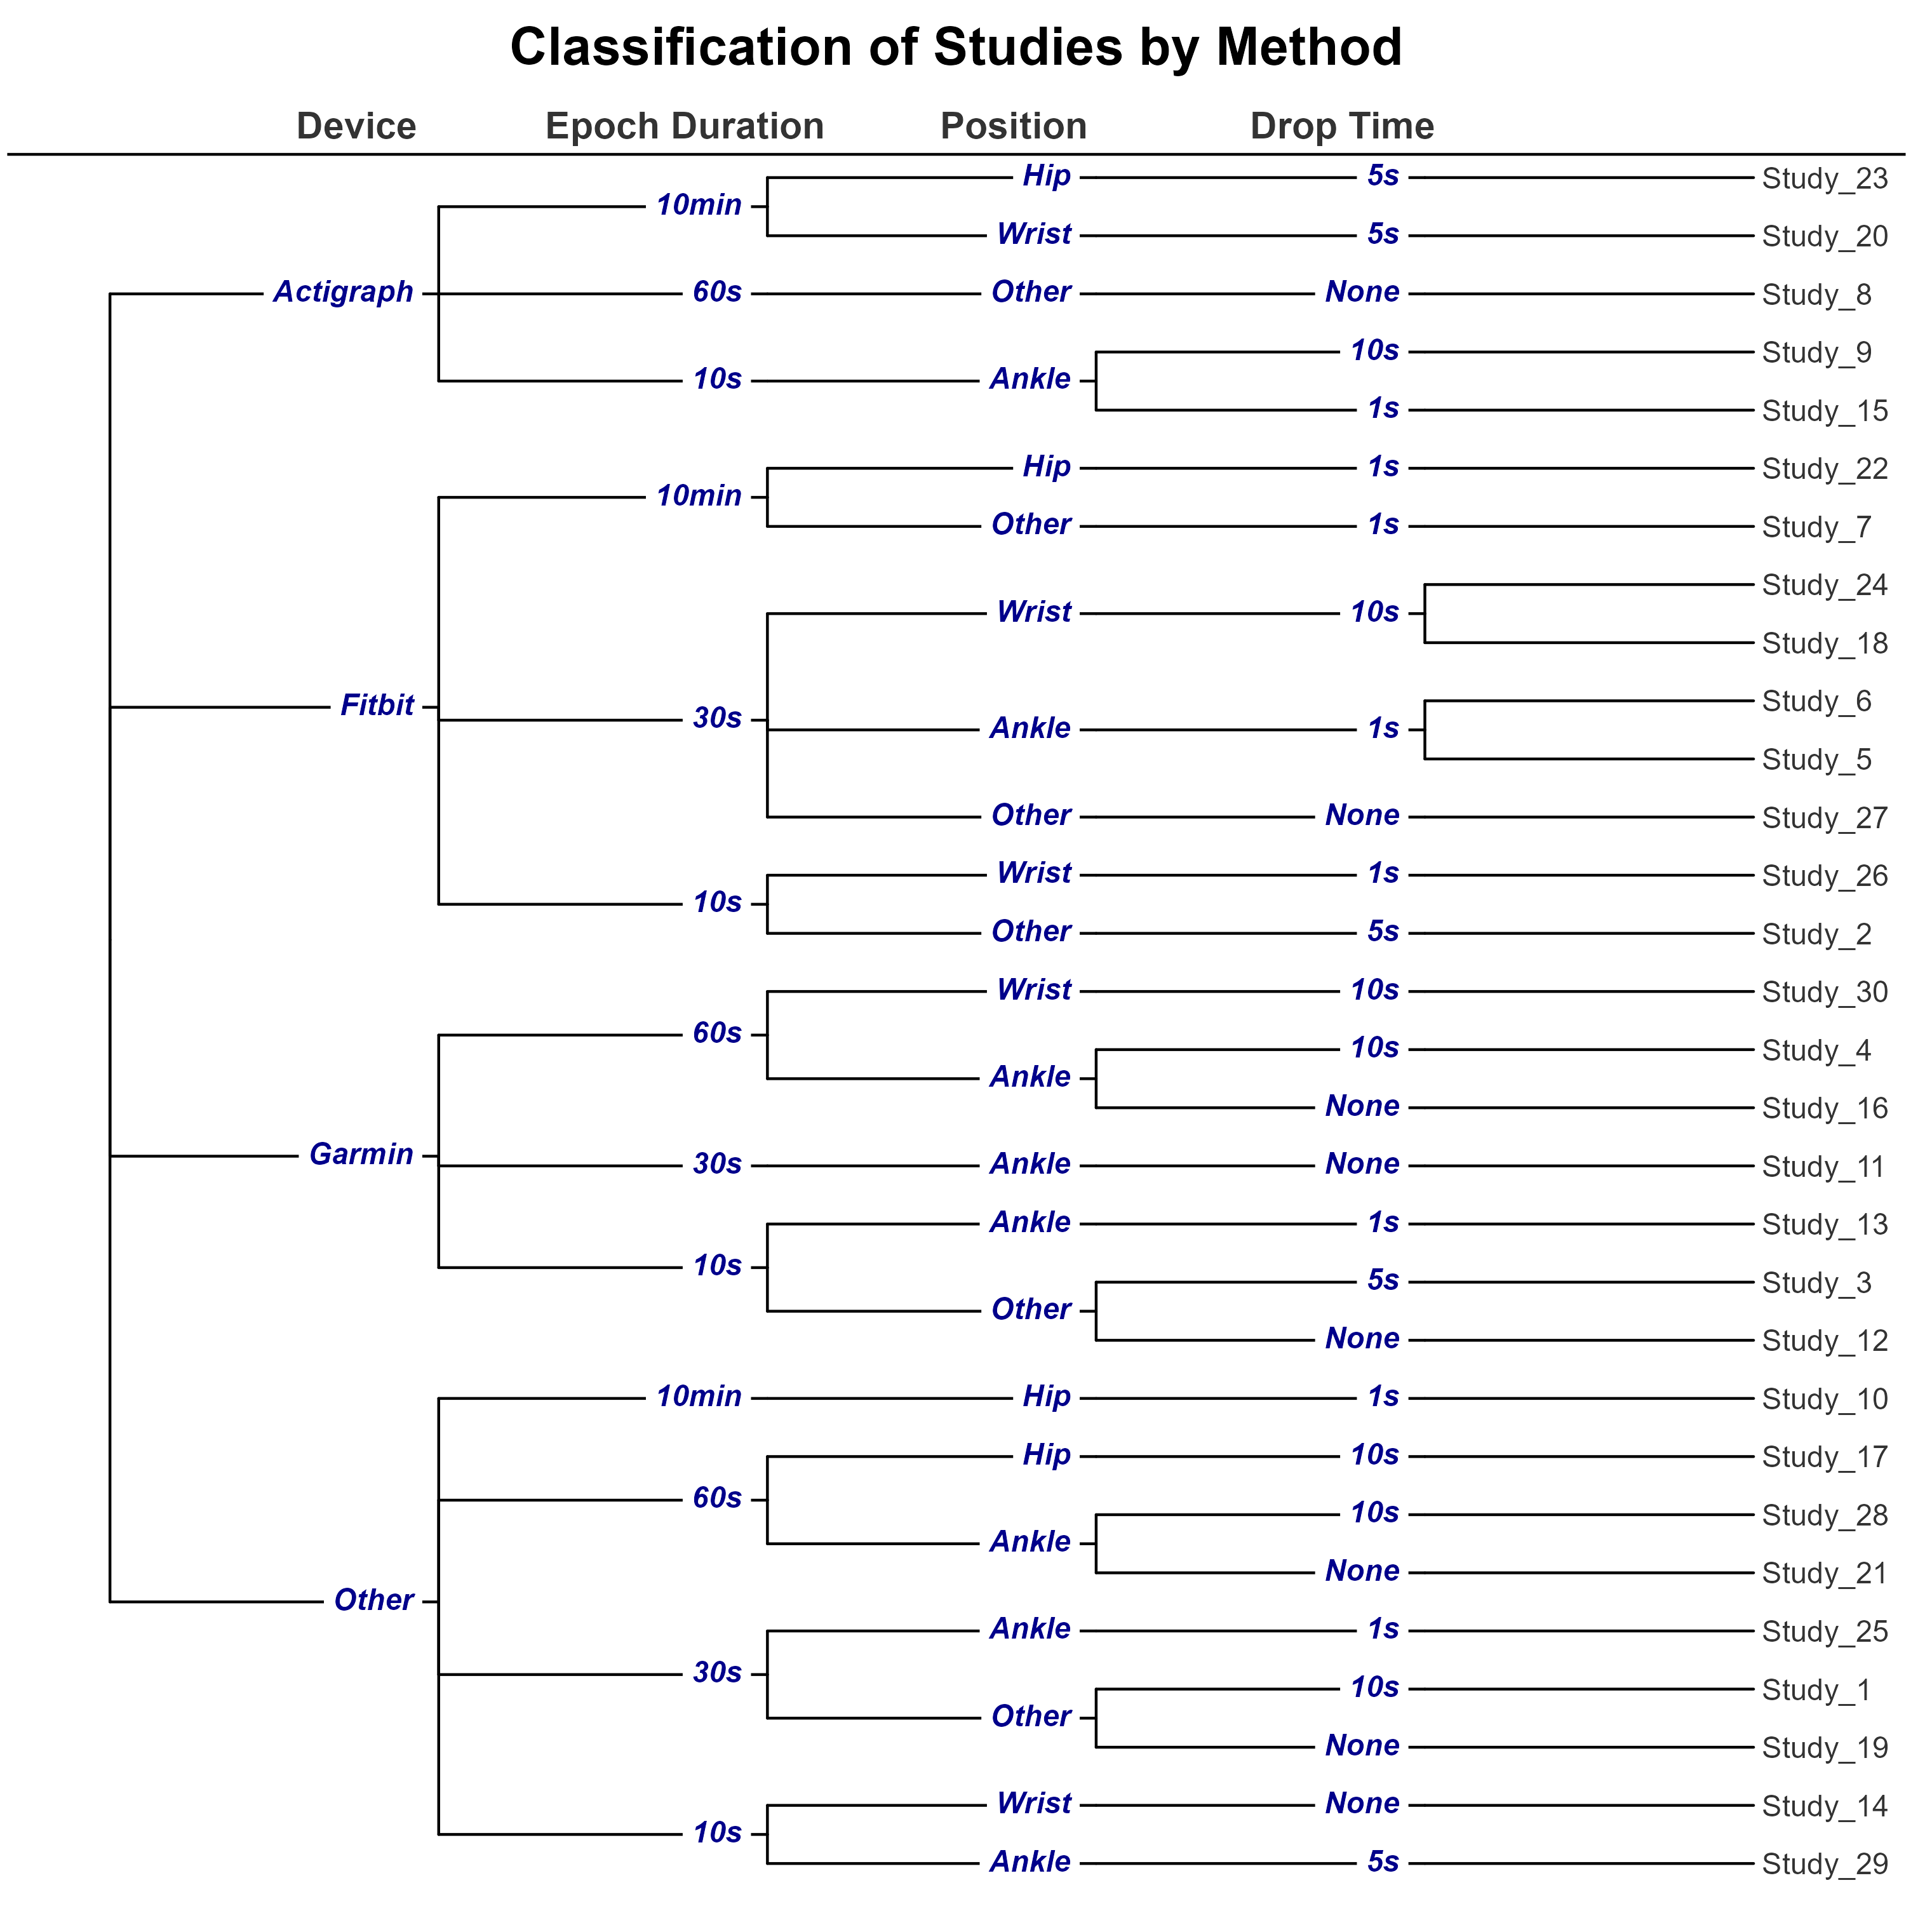 Classification of Studies by Method
Device Epoch Duration Position Drop Time
Hip 5s Study_23
10min
Wrist 5s Study_20
Actigraph 60s Other None Study_8
10s Study_9
10s Ankle
1s Study_15
Hip 1s Study_22
10min
Other 1s Study_7
Study_24
Wrist 10s
Study_18
Study_6
Fitbit 30s
Ankle 1s
Study_5
Other None Study_27
Wrist 1s Study_26
10s
Other 5s Study_2
Wrist 10s Study_30
60s
10s Study_4
Ankle
None Study_16
Garmin
30s Ankle None Study_11
Ankle 1s Study_13
10s
5s Study_3
Other
None Study_12
10min Hip 1s Study_10
Hip 10s Study_17
60s
10s Study_28
Ankle
None Study_21
Other
Ankle 1s Study_25
30s
10s Study_1
Other
None Study_19
Wrist None Study_14
10s
Ankle 5s Study_29